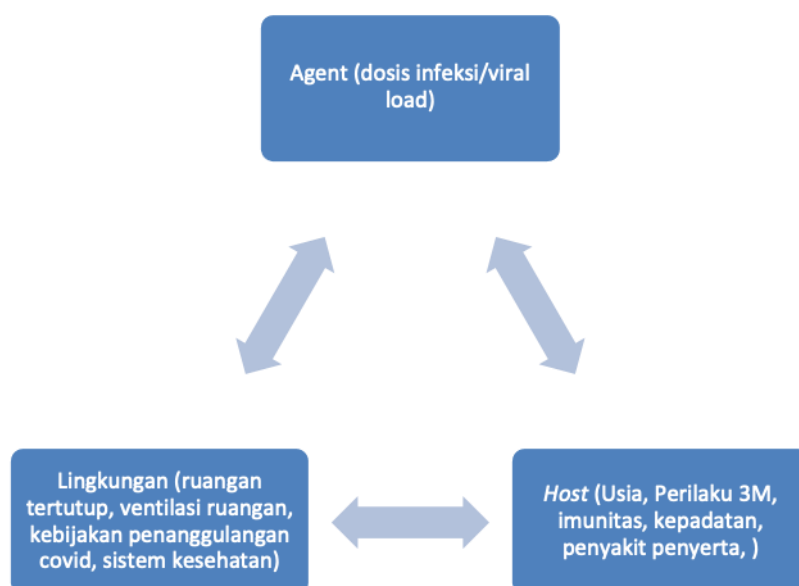 Agent (dosis infeksi/viral
load)
Lingkungan (ruangan
tertutup, ventilasi ruangan,
kebijakan penanggulangan
covid, sistem kesehatan)
Host (Usia, Perilaku 3M,
imunitas, kepadatan,
penyakit penyerta, )